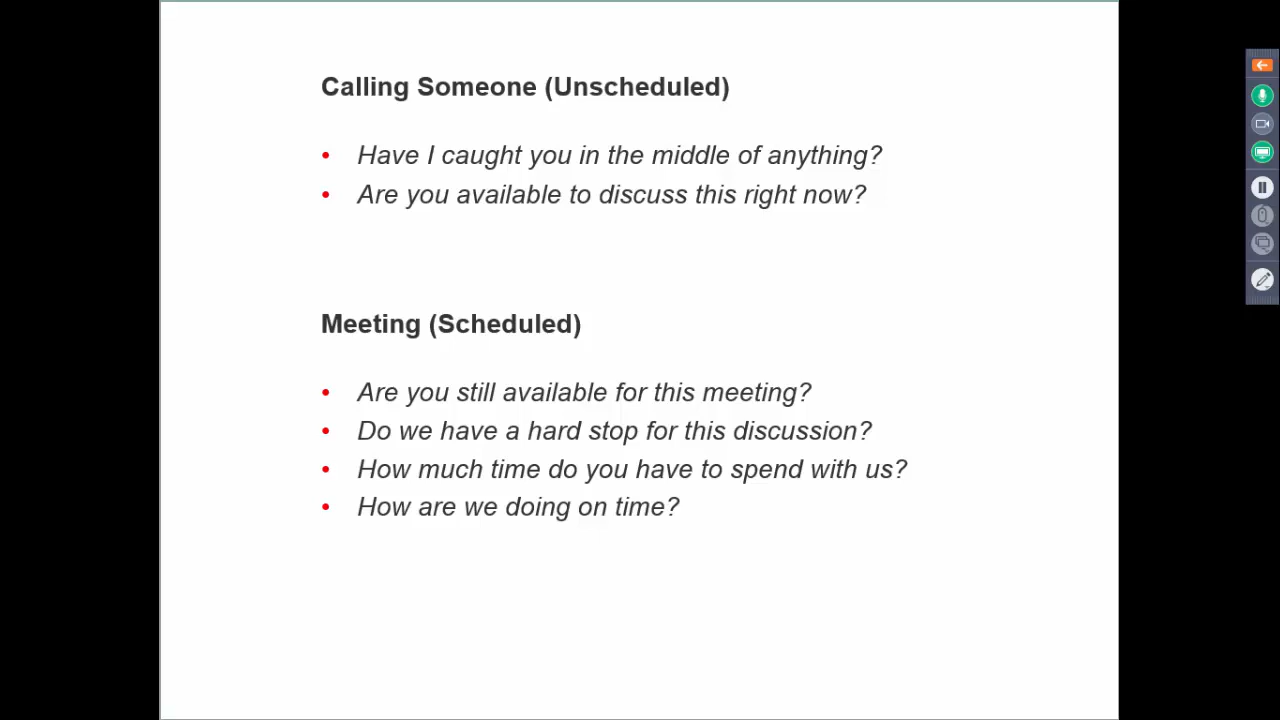 Calling Someone (Unscheduled)
• Have I caught you in the middle of anything?
• Are you available to discuss this right now?
Meeting (Scheduled)
• Are you still available for this meeting?
• Do we have a hard stop for this discussion?
• How much time do you have to spend with us?
• How are we doing on time?